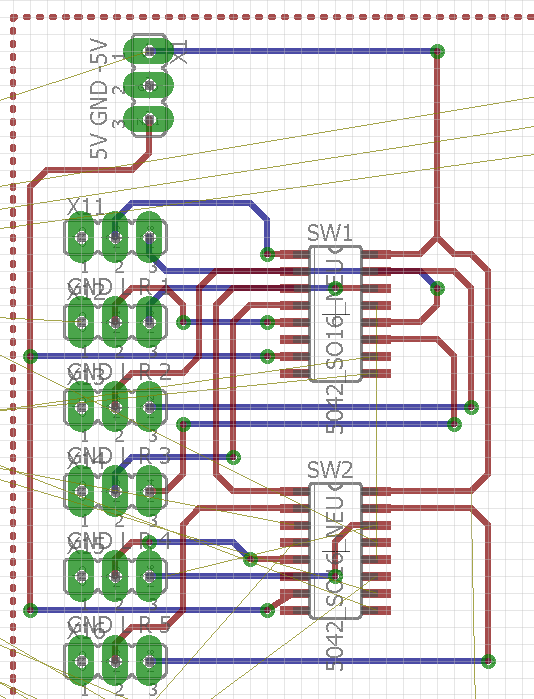 5V GND -5V
X1
1
2
3
X11
1 2 3
GND L R 1
X12
1 2 3
GND L R 2
X13
1 2 3
GND L R 3
X14
1 2 3
GND L R 4
X15
1 2 3
GND L R 5
X16
1 2 3
SW1
SO16_NEU
5042
SW2
SO16_NEU
5042